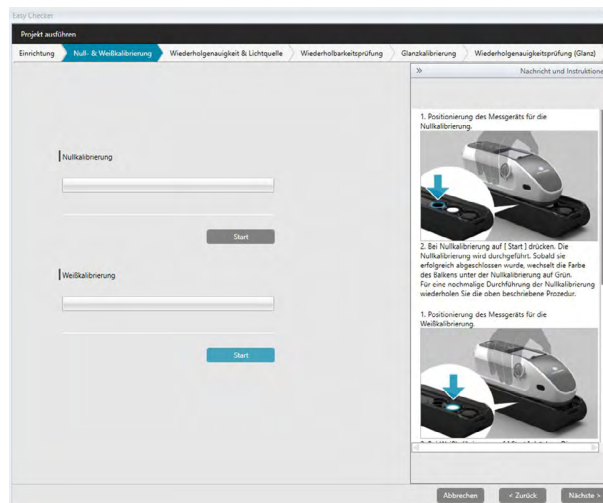 Easy Checker
Projekt ausführen
Einrichtung
Null- & Weißkalibrierung
Wiederholgenauigkeit & Lichtquelle
Wiederholbarkeitsprüfung
Glanzkalibrierung
Wiederholgenauigkeitsprüfung (Glanz)
Nullkalibrierung
Start
Weißkalibrierung
Start
» Nachricht und Instruktione
1. Positionierung des Messgeräts für die
Nullkalibrierung.
2. Bei Nullkalibrierung auf [ Start ] drücken. Die
Nullkalibrierung wird durchgeführt. Sobald sie
erfolgreich abgeschlossen wurde, wechselt die Farbe
des Balkens unter der Nullkalibrierung auf Grün.
Für eine nochmalige Durchführung der Nullkalibrierung
wiederholen Sie die oben beschriebene Prozedur.
1. Positionierung des Messgeräts für die
Weißkalibrierung.
Abbrechen
< Zurück
Nächste >